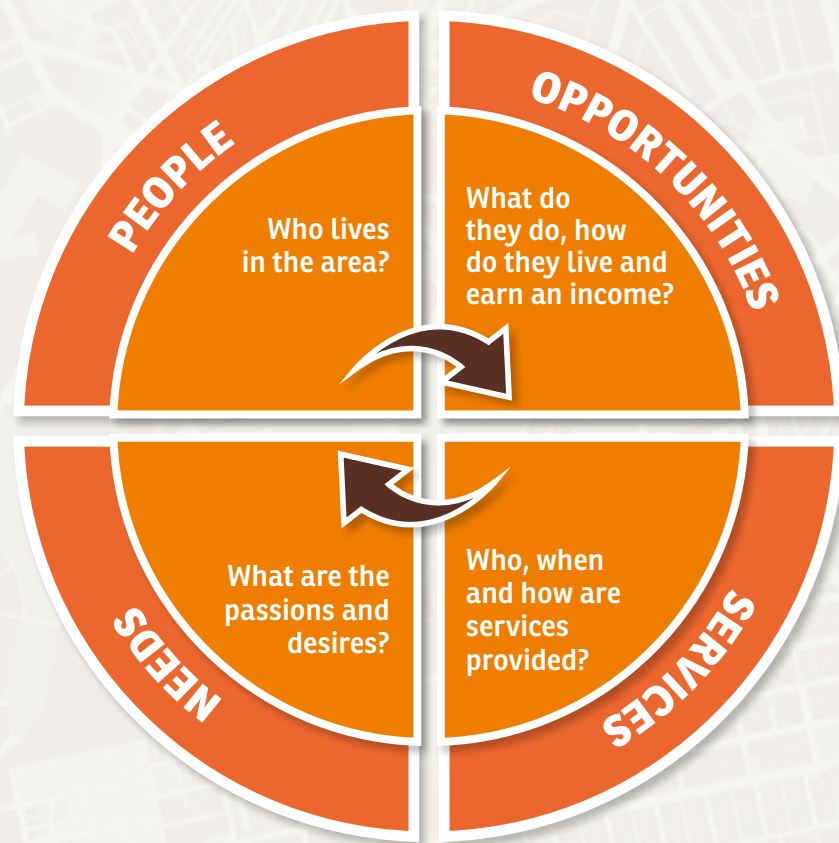 PEOPLE
Who lives
in the area?
OPPORTUNITIES
What do
they do, how
do they live and
earn an income?
NEEDS
What are the
passions and
desires?
SERVICES
Who, when
and how are
services
provided?